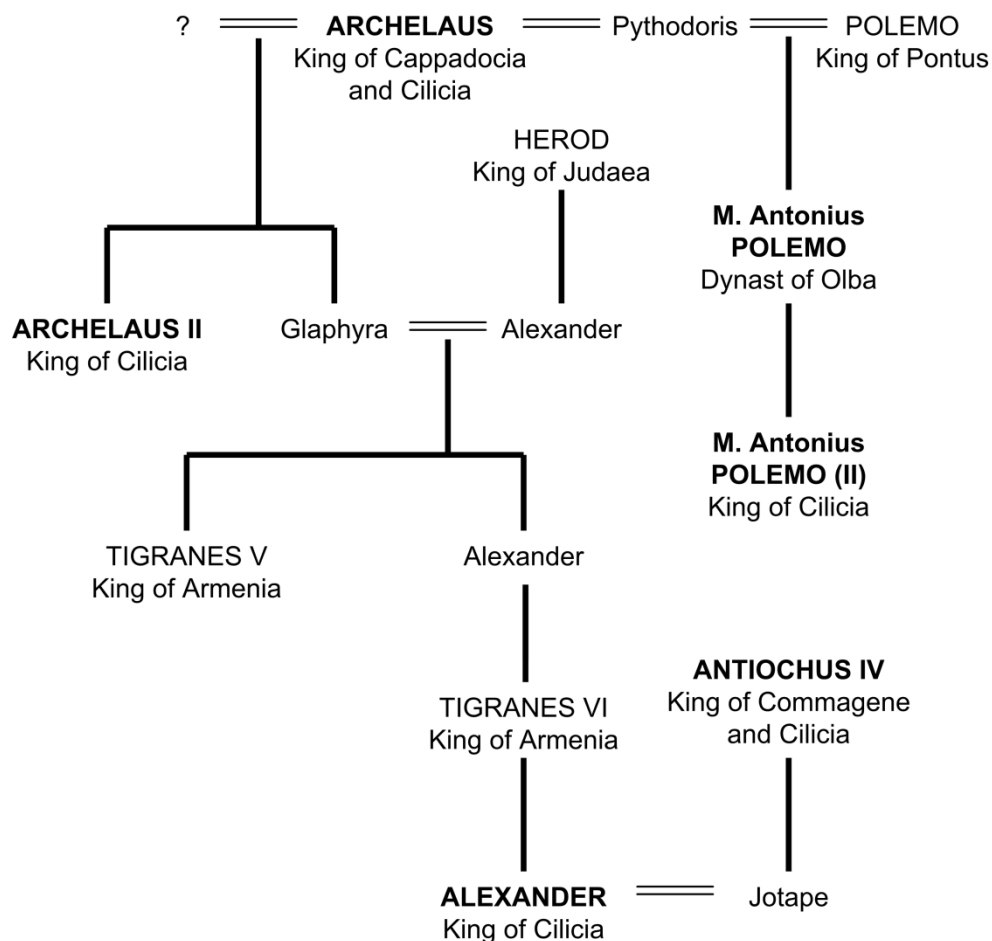 ? ARCHELAUS Pythodoris POLEMO
King of Cappadocia King of Pontus
and Cilicia
HEROD
King of Judaea
M. Antonius
POLEMO
Dynast of Olba
ARCHELAUS II Glaphyra Alexander
King of Cilicia
M. Antonius
POLEMO (II)
King of Cilicia
TIGRANES V Alexander
King of Armenia
ANTIOCHUS IV
King of Commagene
and Cilicia
TIGRANES VI
King of Armenia
ALEXANDER Jotape
King of Cilicia